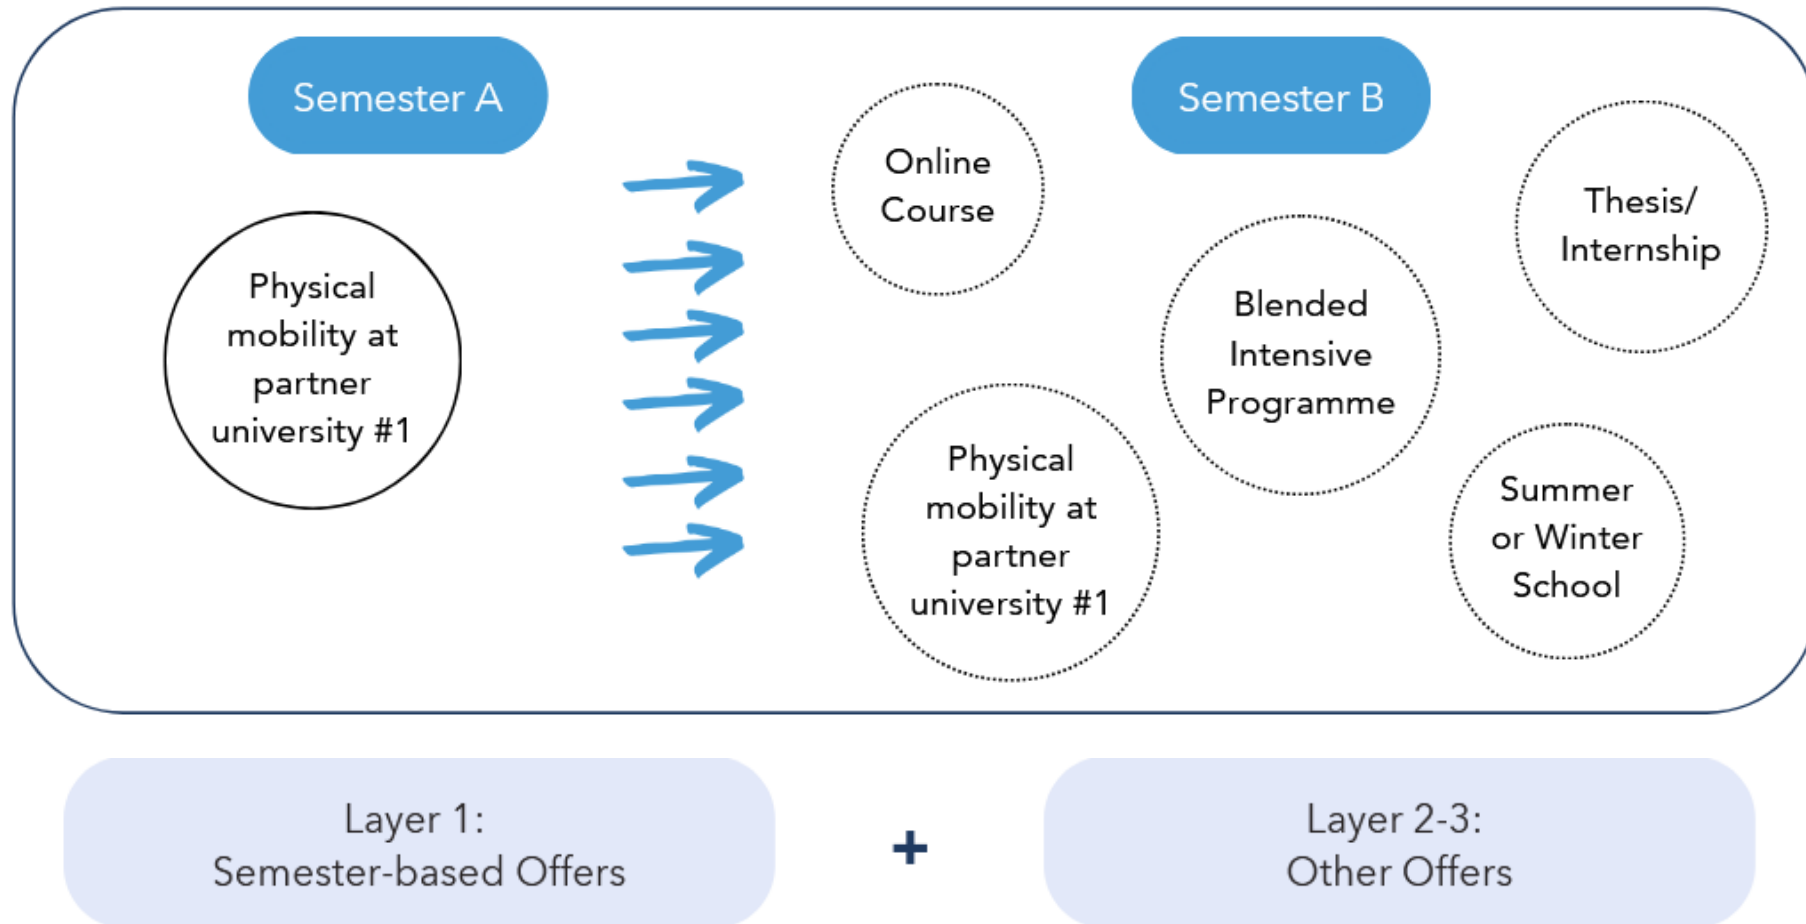 Semester A
Physical
mobility at
partner
university #1
Semester B
Online
Course
Thesis/
Internship
Blended
Intensive
Programme
Physical
mobility at
partner
university #1
Summer
or Winter
School
Layer 1:
Semester-based Offers
+
Layer 2-3:
Other Offers